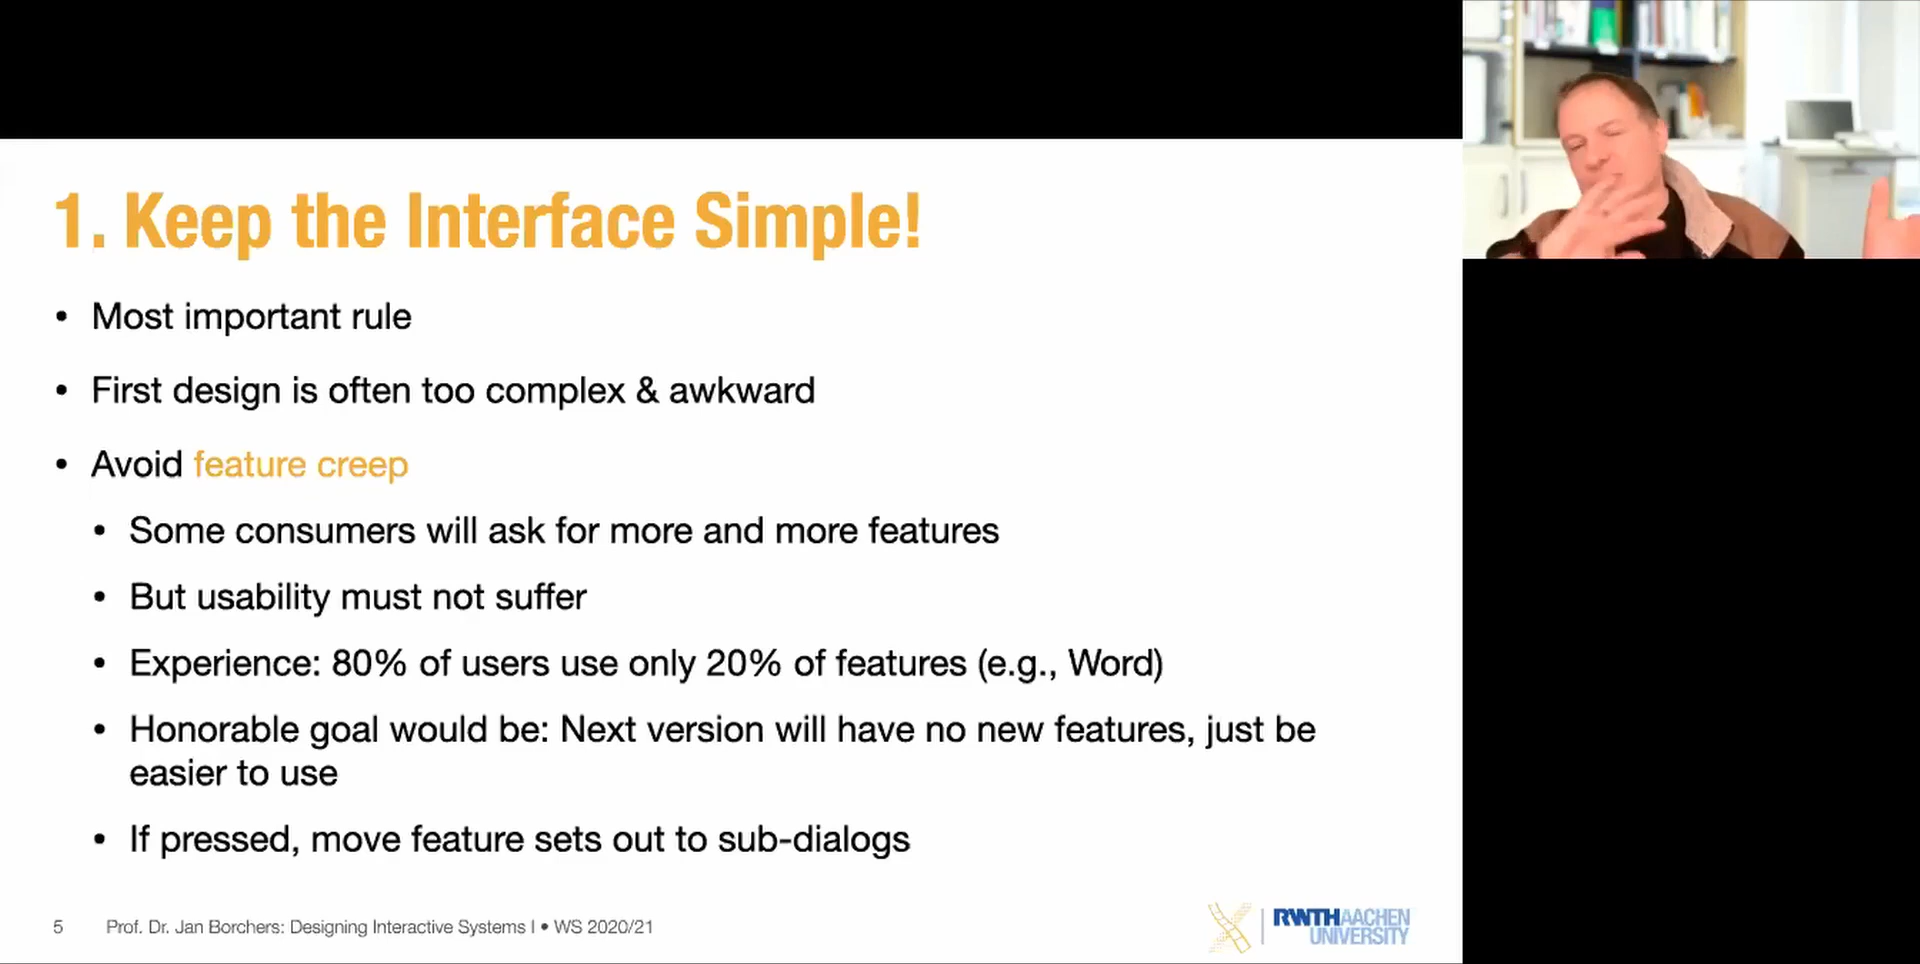 1. Keep the Interface Simple!
• Most important rule
• First design is often too complex & awkward
• Avoid feature creep
• Some consumers will ask for more and more features
• But usability must not suffer
• Experience: 80% of users use only 20% of features (e.g., Word)
• Honorable goal would be: Next version will have no new features, just be
easier to use
• If pressed, move feature sets out to sub-dialogs
5 Prof. Dr. Jan Borchers: Designing Interactive Systems I • WS 2020/21
RWTHAACHEN
UNIVERSITY